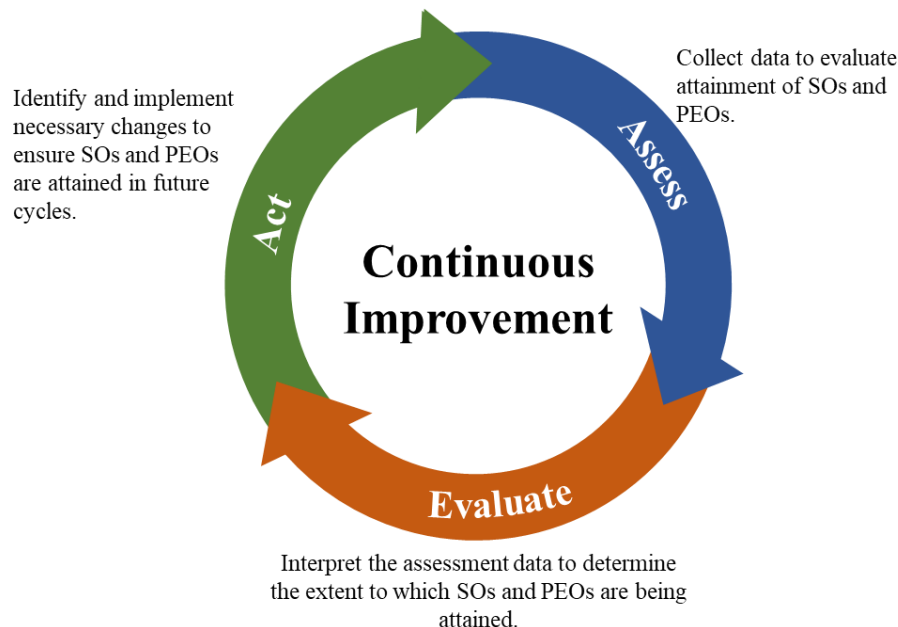 Collect data to evaluate
attainment of SOs and
PEOs.
Assess
Identify and implement
necessary changes to
ensure SOs and PEOs
are attained in future
cycles.
Act
Continuous
Improvement
Evaluate
Interpret the assessment data to determine
the extent to which SOs and PEOs are being
attained.